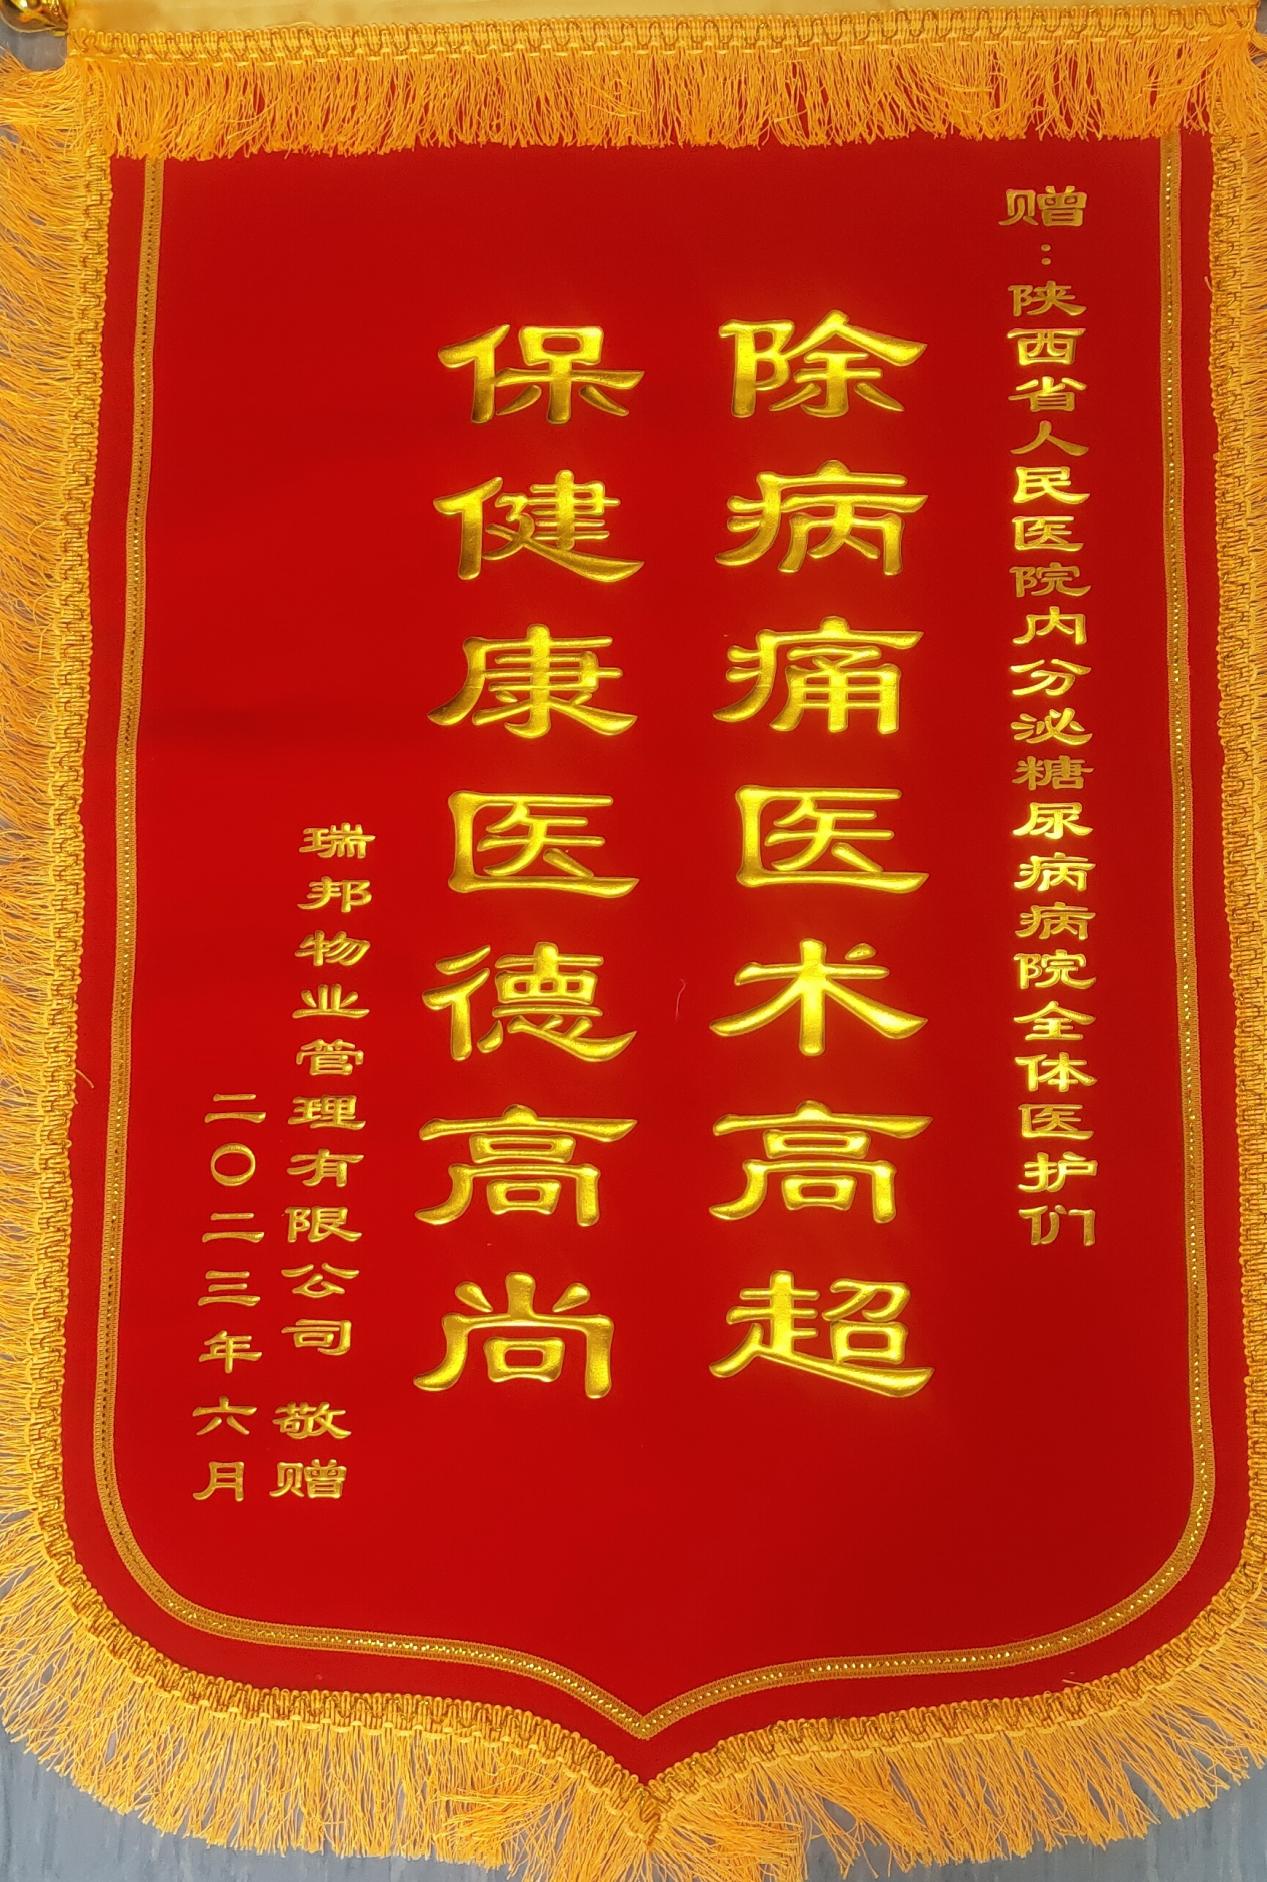 赠：陕西省人民医院内分泌糖尿病病院全体医护们
除病痛医术高超
保健康医德高尚
瑞邦物业管理有限公司 敬赠
二〇二三年六月